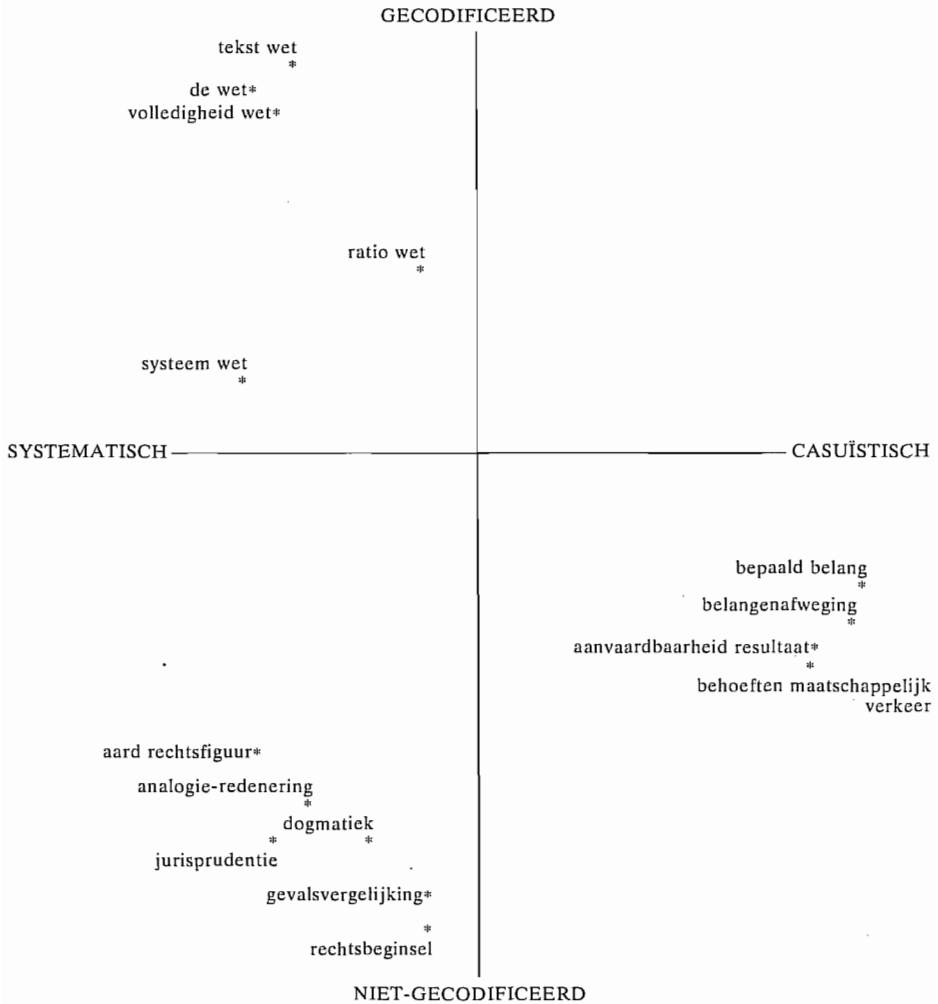 GECODIFICEERD
tekst wet
*
de wet*
volledigheid wet*
ratio wet
*
systeem wet
*
SYSTEMATISCH
CASUÏSTISCH
bepaald belang
*
belangenafweging
*
aanvaardbaarheid resultaat*
*
behoeften maatschappelijk
verkeer
aard rechtsfiguur*
analogie-redenering
*
dogmatiek
* *
jurisprudentie
gevalsvergelijking*
*
rechtsbeginsel
NIET-GECODIFICEERD